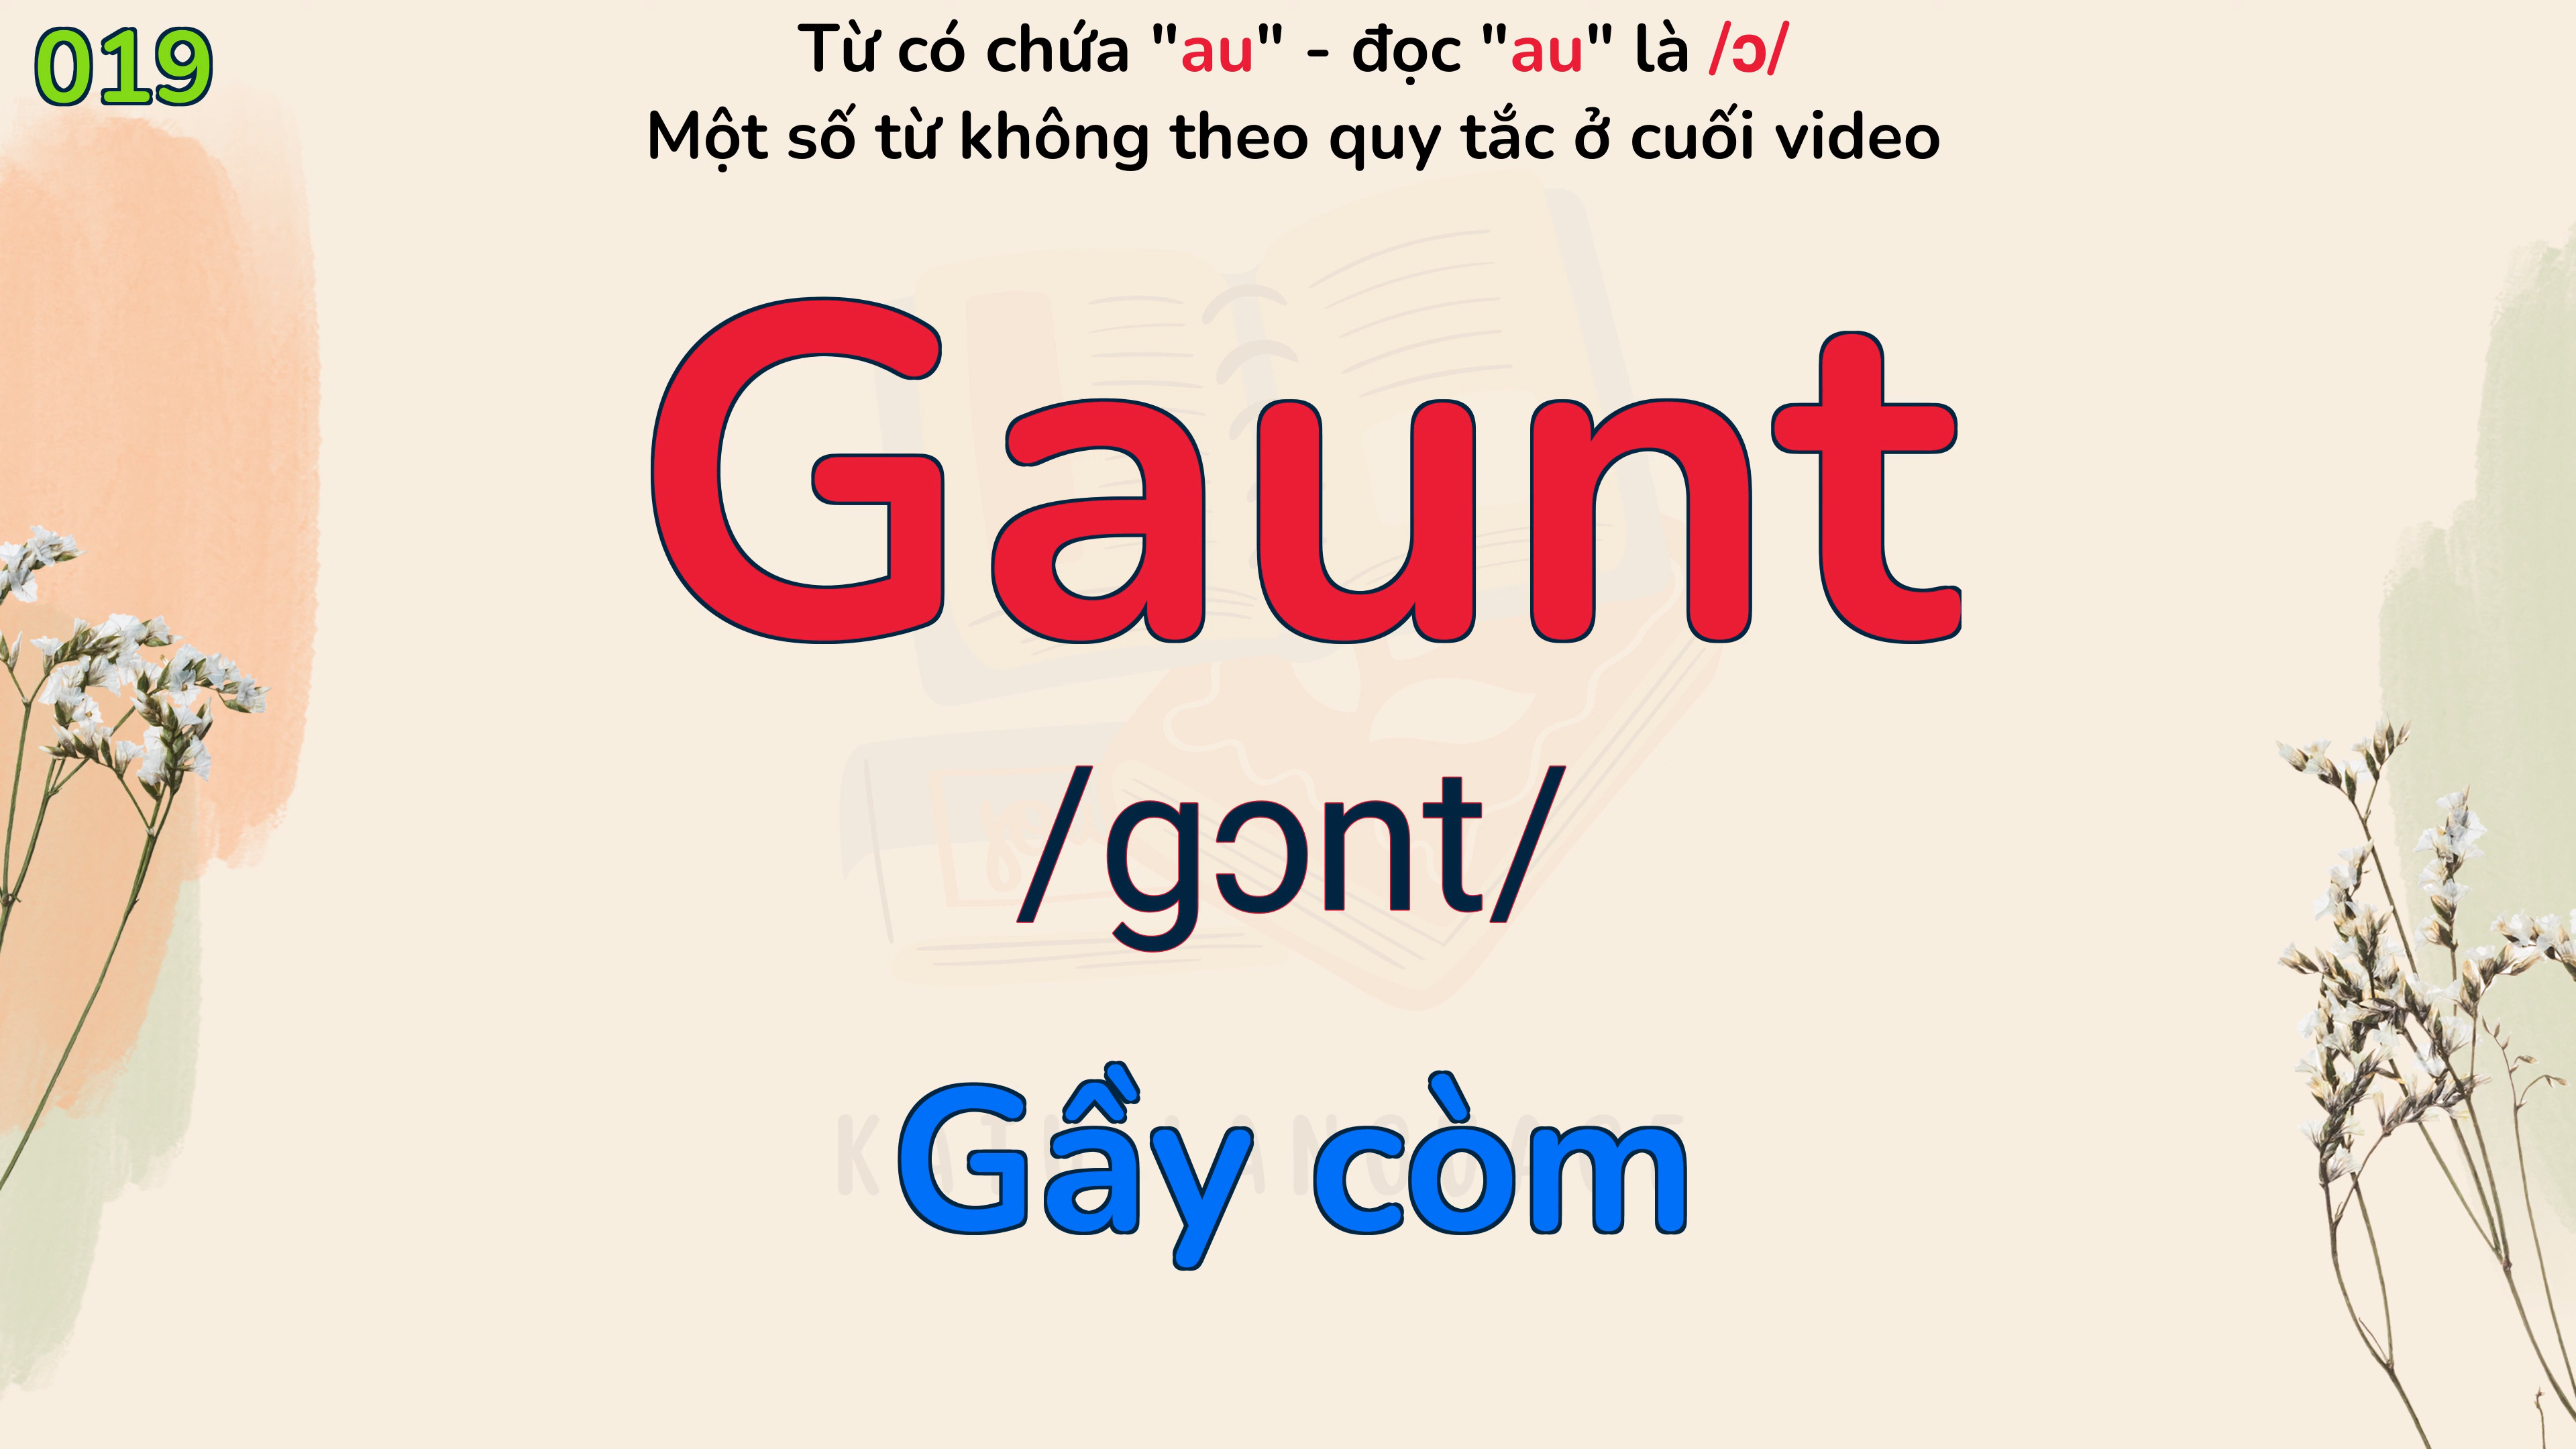 019
Từ có chứa "au" - đọc "au" là /ɔ/
Một số từ không theo quy tắc ở cuối video
Gaunt
/gɔnt/
Gầy còm